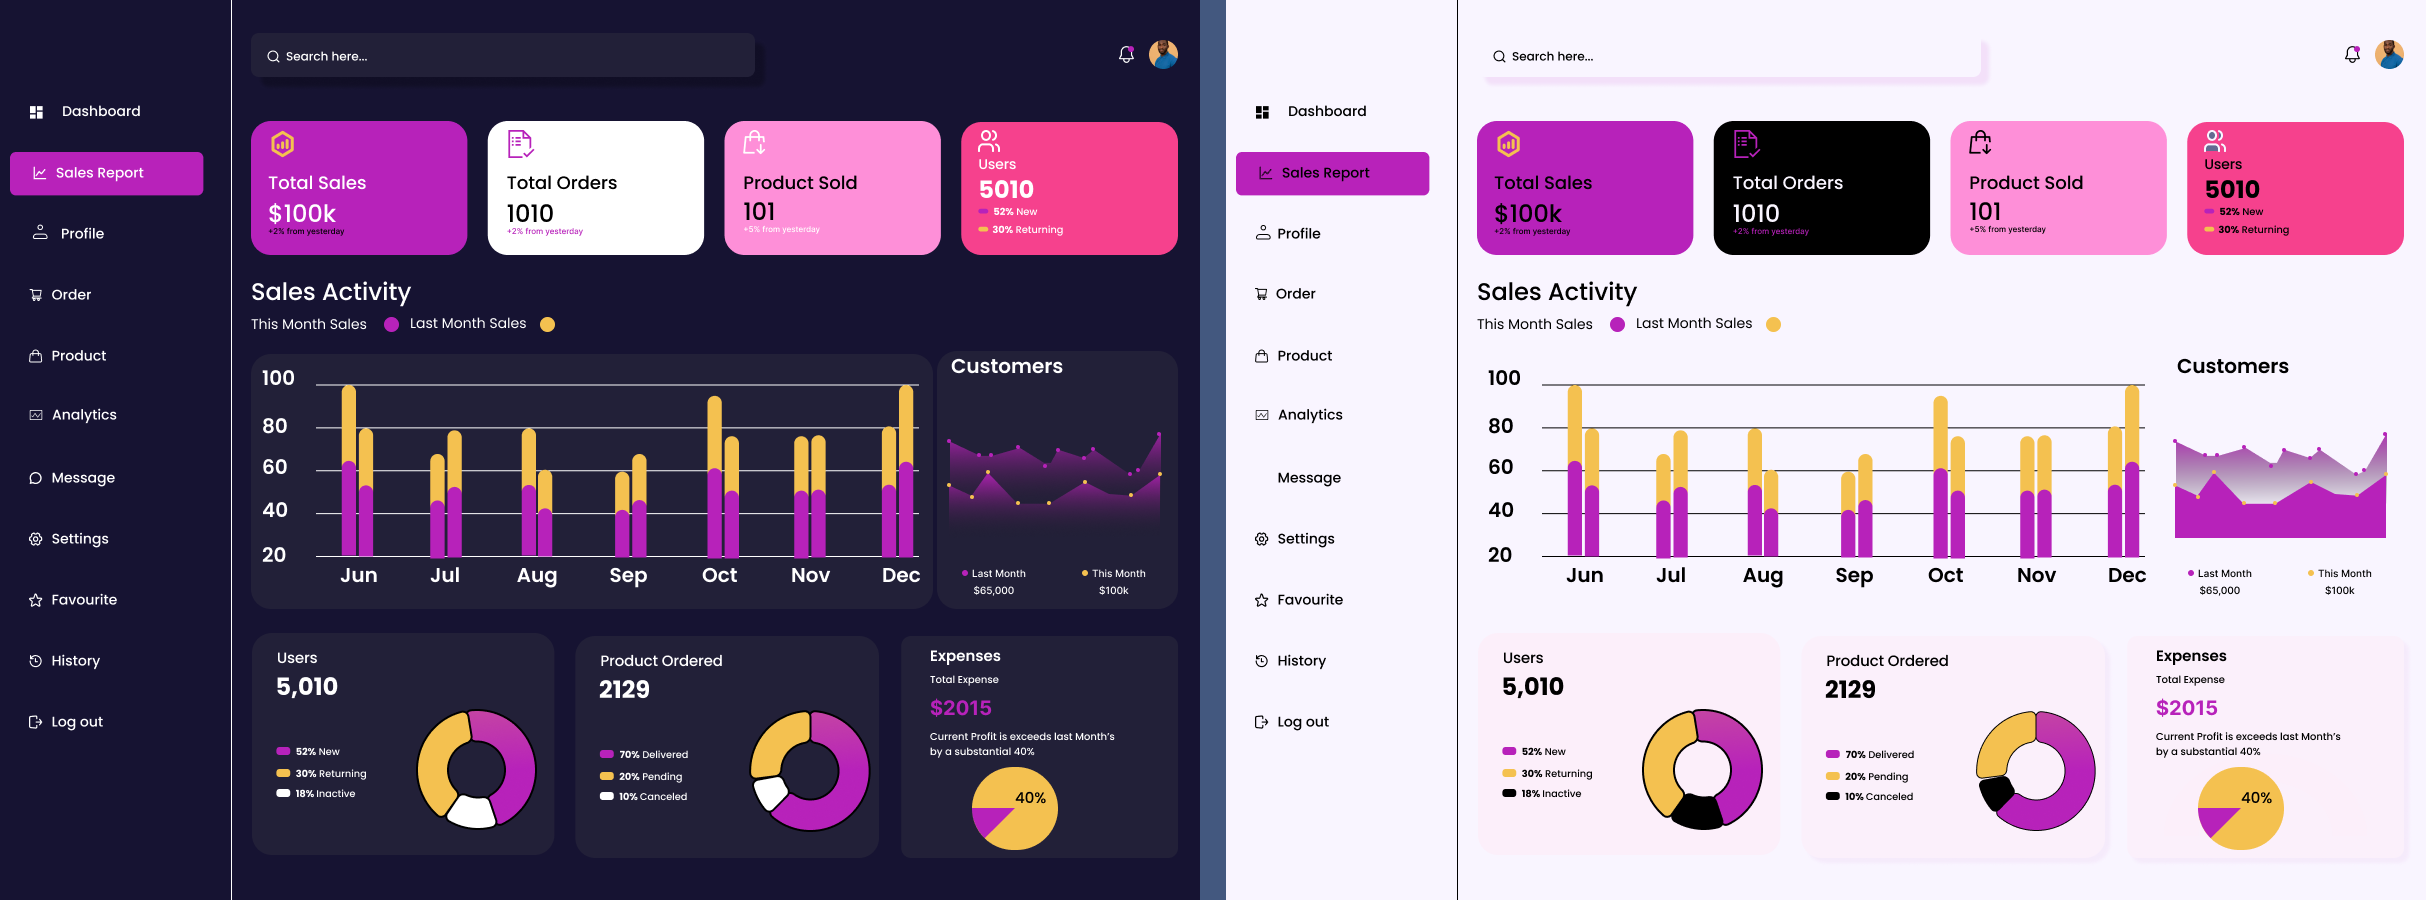 Search here...
Dashboard
Sales Report
Profile
Order
Product
Analytics
Message
Settings
Favourite
History
Log out
Total Sales
$100k
+2% from yesterday
Total Orders
1010
+2% from yesterday
Product Sold
101
+5% from yesterday
Users
5010
52% New
30% Returning
Sales Activity
This Month Sales
Last Month Sales
100
80
60
40
20
Jun
Jul
Aug
Sep
Oct
Nov
Dec
Customers
Last Month
$65,000
This Month
$100k
Users
5,010
52% New
30% Returning
18% Inactive
Product Ordered
2129
70% Delivered
20% Pending
10% Canceled
Expenses
Total Expense
$2015
Current Profit is exceeds last Month's
by a substantial 40%
40%
Search here...
Dashboard
Sales Report
Profile
Order
Product
Analytics
Message
Settings
Favourite
History
Log out
Total Sales
$100k
+2% from yesterday
Total Orders
1010
+2% from yesterday
Product Sold
101
+5% from yesterday
Users
5010
52% New
30% Returning
Sales Activity
This Month Sales
Last Month Sales
100
80
60
40
20
Jun
Jul
Aug
Sep
Oct
Nov
Dec
Customers
Last Month
$65,000
This Month
$100k
Users
5,010
52% New
30% Returning
18% Inactive
Product Ordered
2129
70% Delivered
20% Pending
10% Canceled
Expenses
Total Expense
$2015
Current Profit is exceeds last Month's
by a substantial 40%
40%